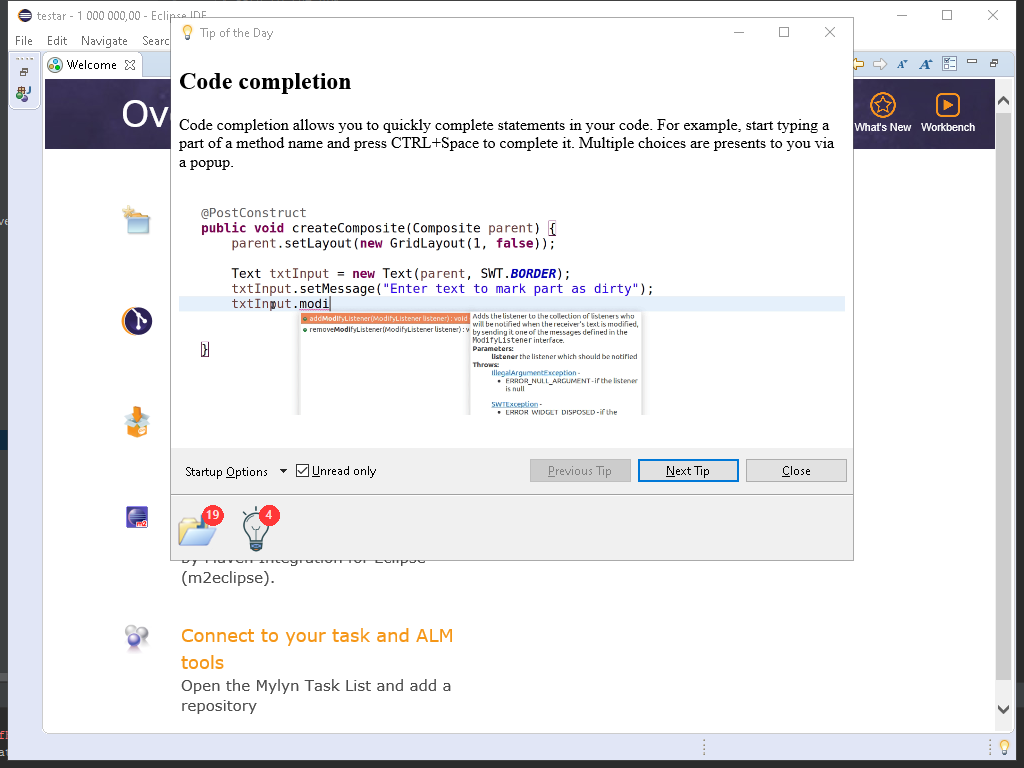 testar - 1 000 000,00 - Eclipse IDE
Tip of the Day
File Edit Navigate Searc
Welcome
Code completion
Ov
What's New Workbench
Code completion allows you to quickly complete statements in your code. For example, start typing a
part of a method name and press CTRL+Space to complete it. Multiple choices are presents to you via
a popup.
@PostConstruct
public void createComposite(Composite parent) {
parent.setLayout(new GridLayout(1, false));
Text txtInput = new Text(parent, SWT.BORDER);
txtInput.setMessage("Enter text to mark part as dirty");
txtInput.modi
addModifyListener(ModifyListener listener) : void
removeModifyListener(ModifyListener listener) : v
Adds the listener to the collection of listeners who
will be notified when the receiver's text is modified,
by sending it one of the messages defined in the
ModifyListener interface.
Parameters:
listener the listener which should be notified
Throws:
IllegalArgumentException -
• ERROR_NULL_ARGUMENT - if the listener
is null
SWTException -
• ERROR_WIDGET_DISPOSED - if the
}
Startup Options Unread only Previous Tip Next Tip Close
19 4
m2
by Maven Integration for Eclipse
(m2eclipse).
Connect to your task and ALM
tools
Open the Mylyn Task List and add a
repository